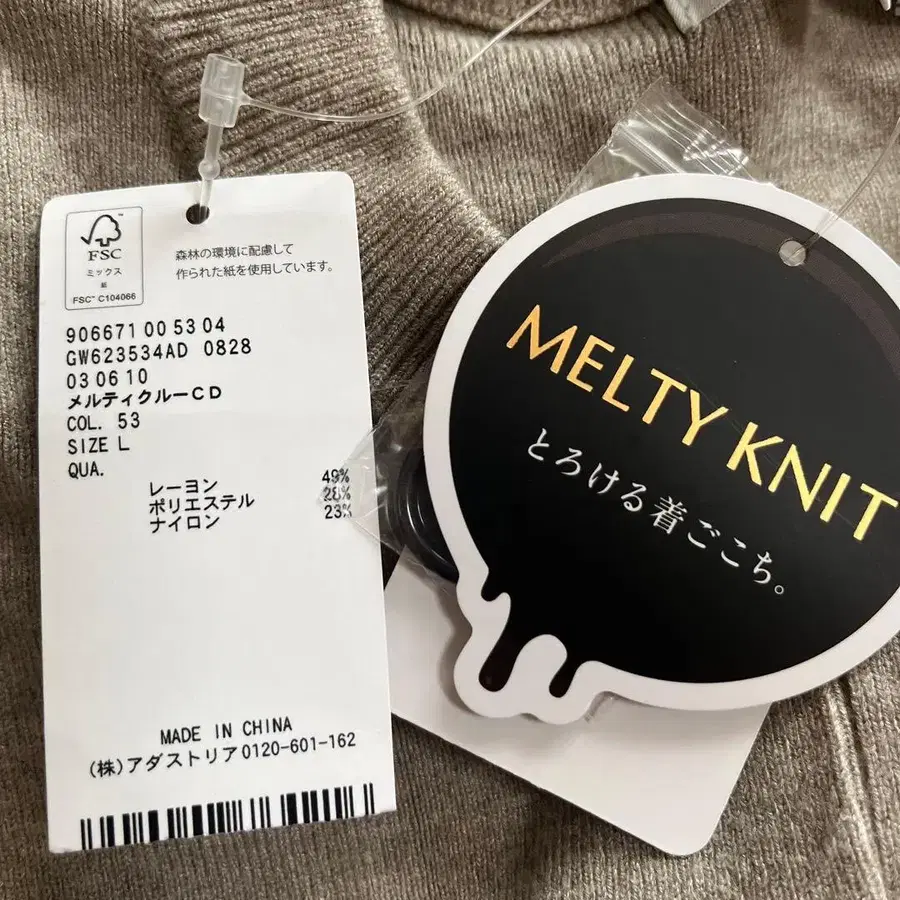 FSC
ミックス
紙
FSC™ C104066
森林の環境に配慮して
作られた紙を使用しています。
906671 00 53 04
GW623534AD 0828
03 06 10
メルティクルーCD
COL. 53
SIZE L
QUA.
レーヨン 49%
ポリエステル 28%
ナイロン 23%
MADE IN CHINA
(株)アダストリア0120-601-162
MELTY KNIT
とろける着ごこち。